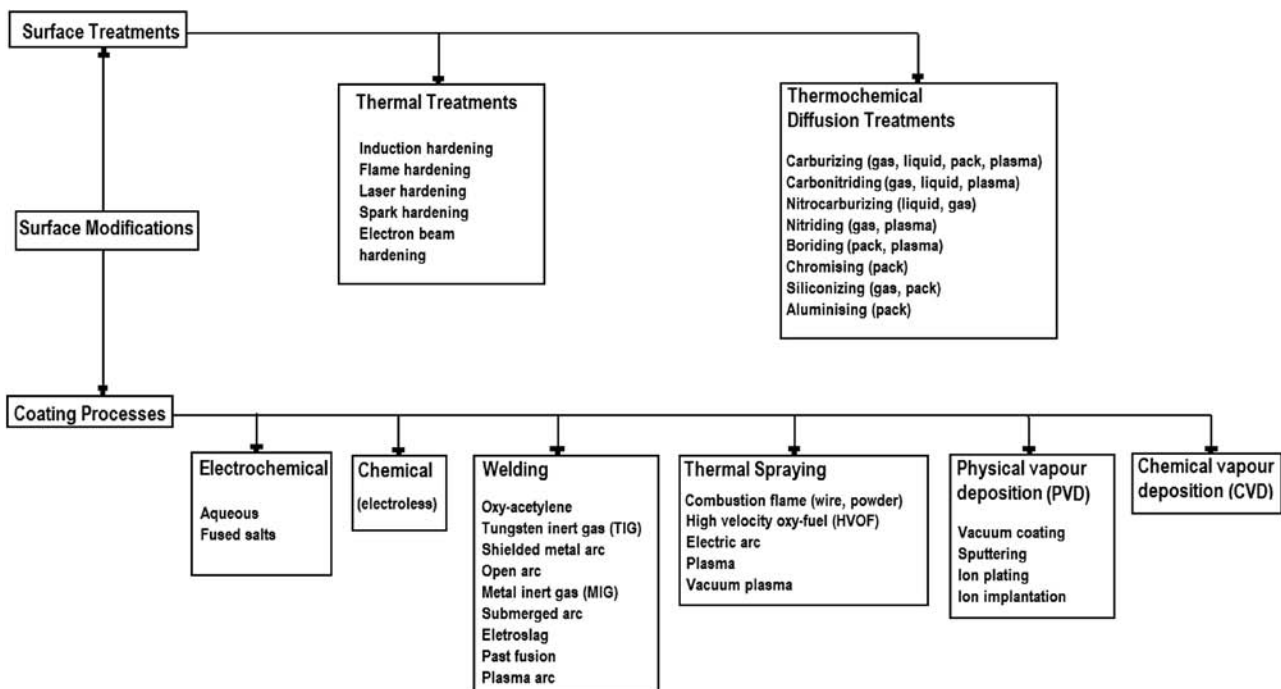 Surface Treatments
Thermal Treatments
Induction hardening
Flame hardening
Laser hardening
Spark hardening
Electron beam
hardening
Thermochemical
Diffusion Treatments
Carburizing (gas, liquid, pack, plasma)
Carbonitriding (gas, liquid, plasma)
Nitrocarburizing (liquid, gas)
Nitriding (gas, plasma)
Boriding (pack, plasma)
Chromising (pack)
Siliconizing (gas, pack)
Aluminising (pack)
Surface Modifications
Coating Processes
Electrochemical
Aqueous
Fused salts
Chemical
(electroless)
Welding
Oxy-acetylene
Tungsten inert gas (TIG)
Shielded metal arc
Open arc
Metal inert gas (MIG)
Submerged arc
Eletroslag
Past fusion
Plasma arc
Thermal Spraying
Combustion flame (wire, powder)
High velocity oxy-fuel (HVOF)
Electric arc
Plasma
Vacuum plasma
Physical vapour
deposition (PVD)
Vacuum coating
Sputtering
Ion plating
Ion implantation
Chemical vapour
deposition (CVD)